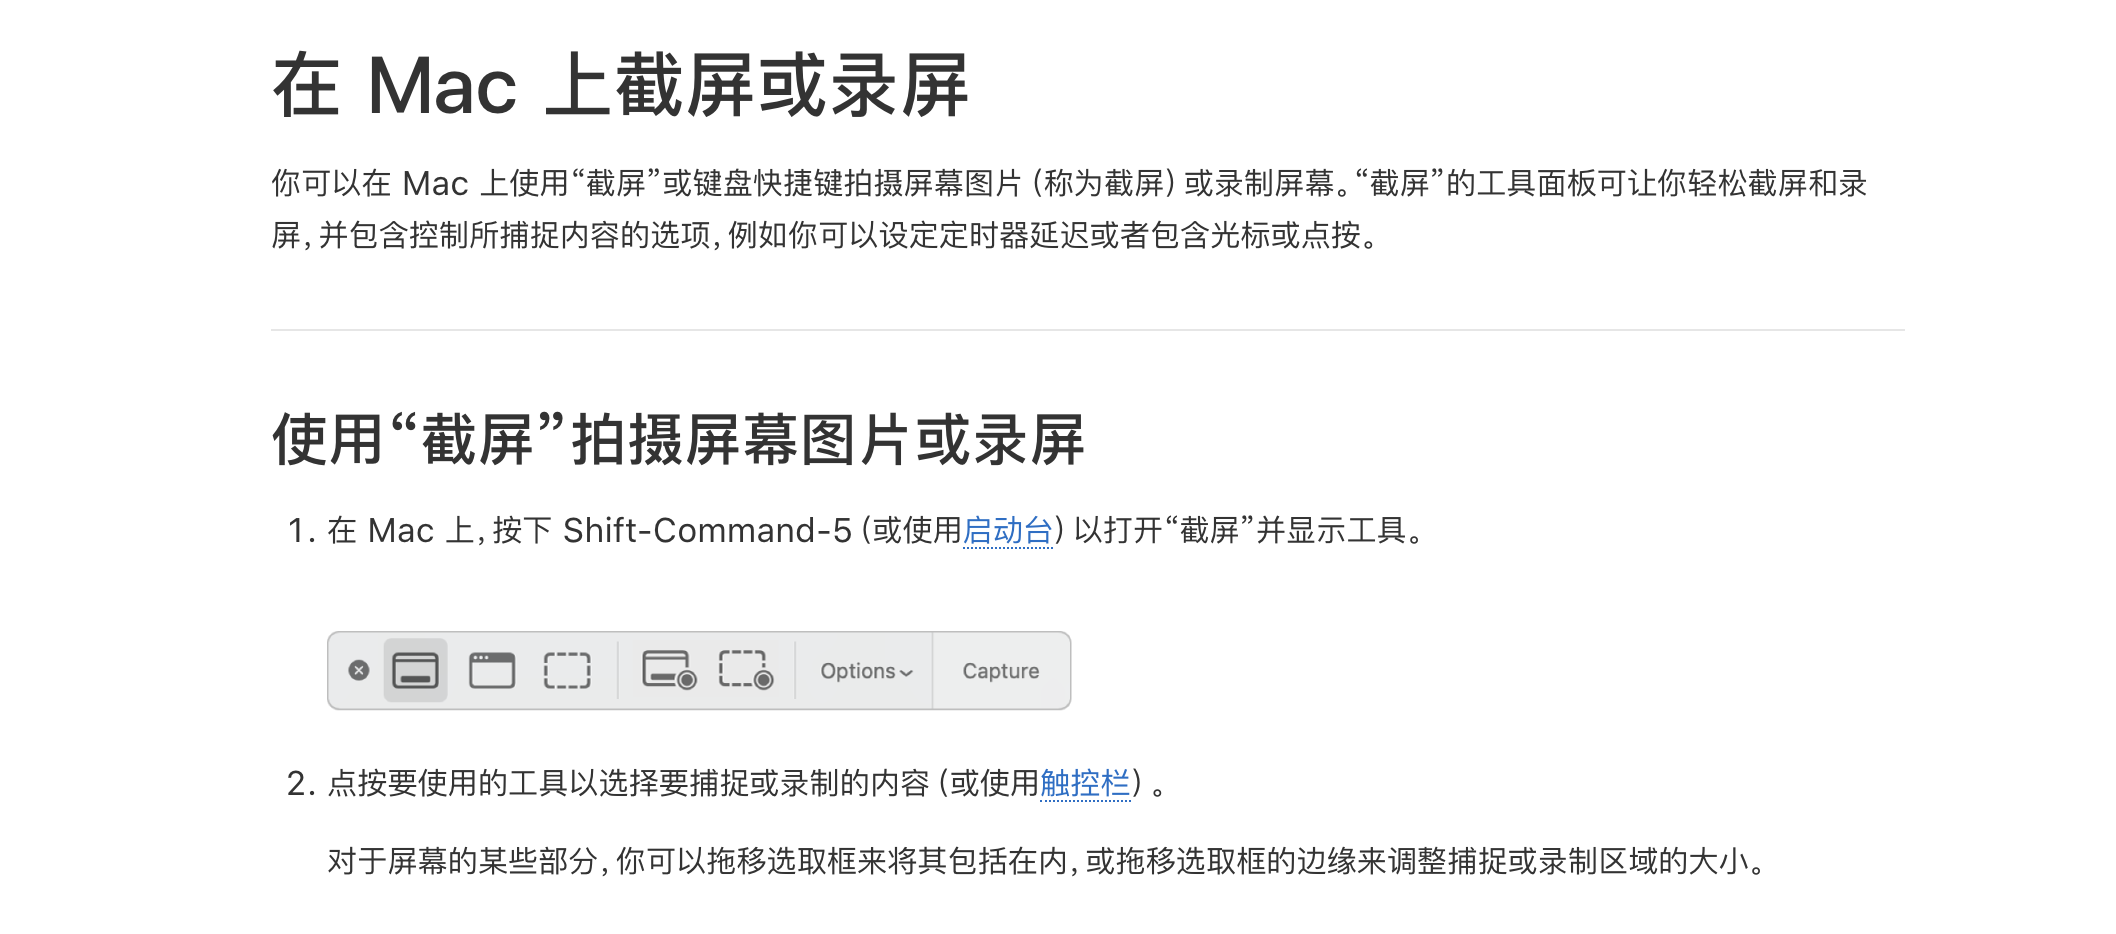 在 Mac 上截屏或录屏
你可以在 Mac 上使用“截屏”或键盘快捷键拍摄屏幕图片（称为截屏）或录制屏幕。“截屏”的工具面板可让你轻松截屏和录
屏，并包含控制所捕捉内容的选项，例如你可以设定定时器延迟或者包含光标或点按。
使用“截屏”拍摄屏幕图片或录屏
1. 在 Mac 上，按下 Shift-Command-5（或使用启动台）以打开“截屏”并显示工具。
Options Capture
2. 点按要使用的工具以选择要捕捉或录制的内容（或使用触控栏）。
对于屏幕的某些部分，你可以拖移选取框来将其包括在内，或拖移选取框的边缘来调整捕捉或录制区域的大小。